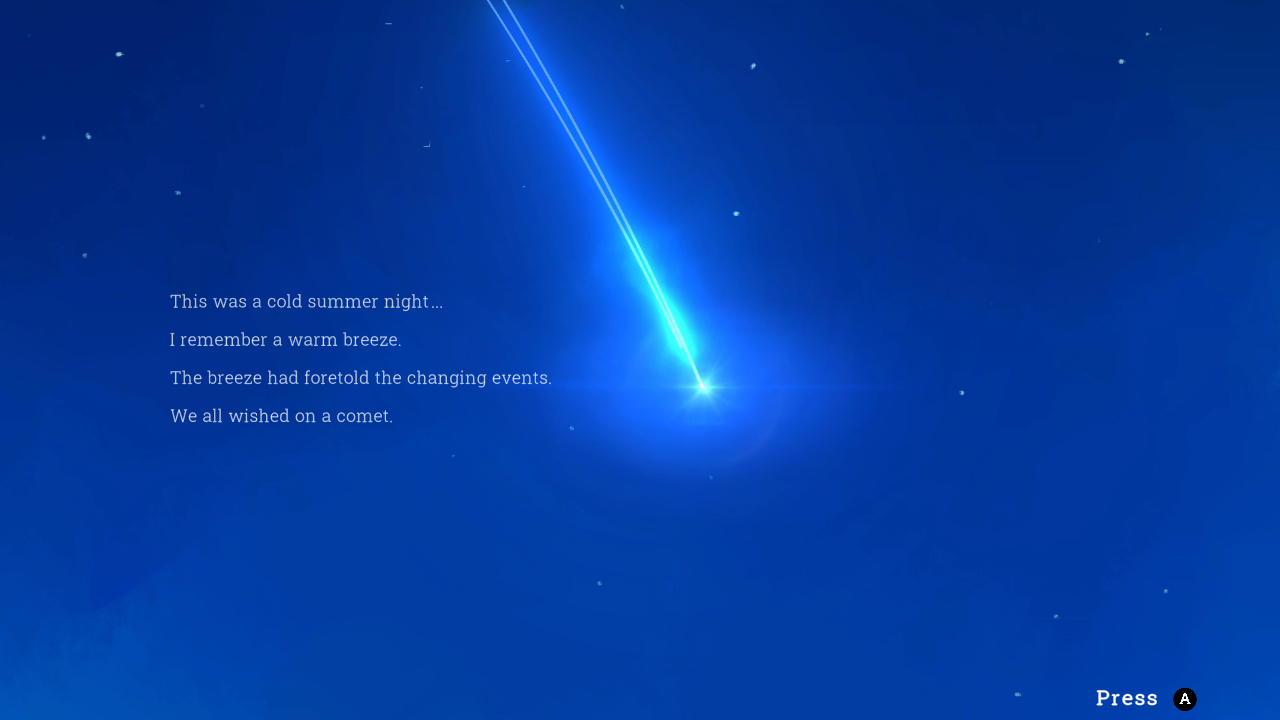 This was a cold summer night...
I remember a warm breeze.
The breeze had foretold the changing events.
We all wished on a comet.
Press A